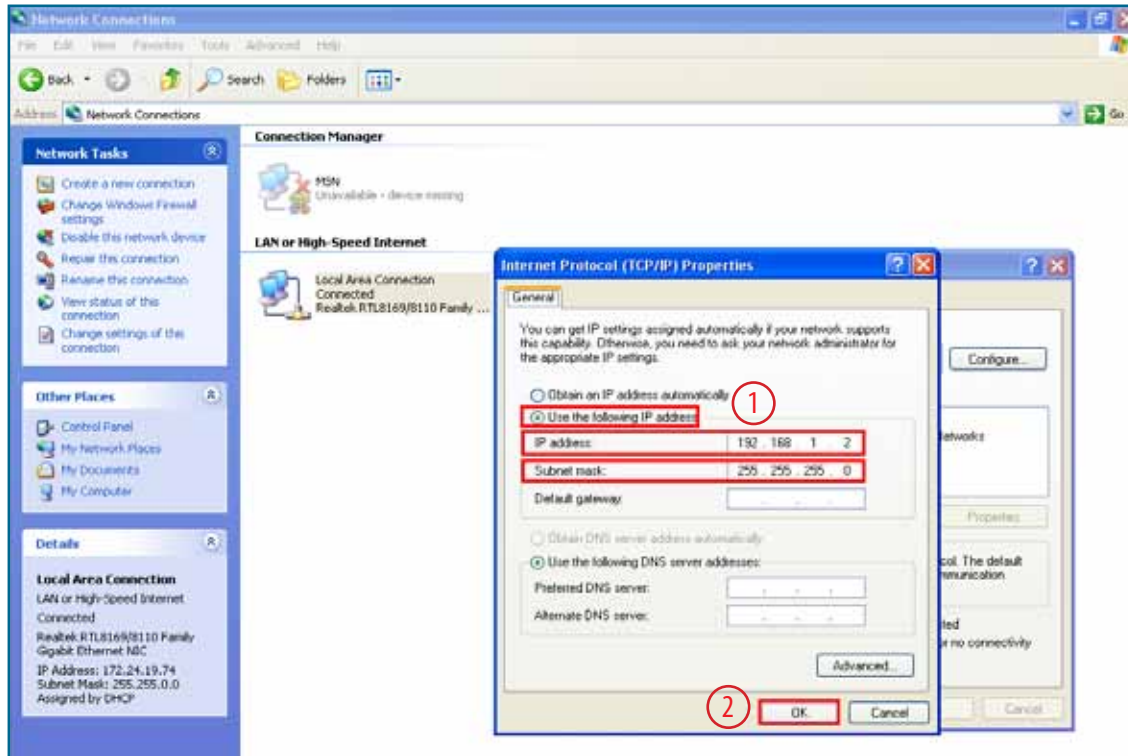 Network Connections
File Edit View Favorites Tools Advanced Help
Back Search Folders
Address Network Connections Go
Network Tasks
Create a new connection
Change Windows Firewall
settings
Disable this network device
Repair this connection
Rename this connection
View status of this
connection
Change settings of this
connection
Other Places
Control Panel
My Network Places
My Documents
My Computer
Details
Local Area Connection
LAN or High-Speed Internet
Connected
Realtek RTL8169/8110 Family
Gigabit Ethernet NIC
IP Address: 172.24.19.74
Subnet Mask: 255.255.0.0
Assigned by DHCP
Connection Manager
MSN
Unavailable - device missing
LAN or High-Speed Internet
Local Area Connection
Connected
Realtek RTL8169/8110 Family ...
Internet Protocol (TCP/IP) Properties
General
You can get IP settings assigned automatically if your network supports
this capability. Otherwise, you need to ask your network administrator for
the appropriate IP settings.
Obtain an IP address automatically
1
Use the following IP address
IP address: 192 . 168 . 1 . 2
Subnet mask: 255 . 255 . 255 . 0
Default gateway: . . .
Obtain DNS server address automatically
Use the following DNS server addresses:
Preferred DNS server: . . .
Alternate DNS server: . . .
Advanced...
2
OK Cancel
Configure...
etworks
Properties
col. The default
mmunication
ted
or no connectivity
Cancel